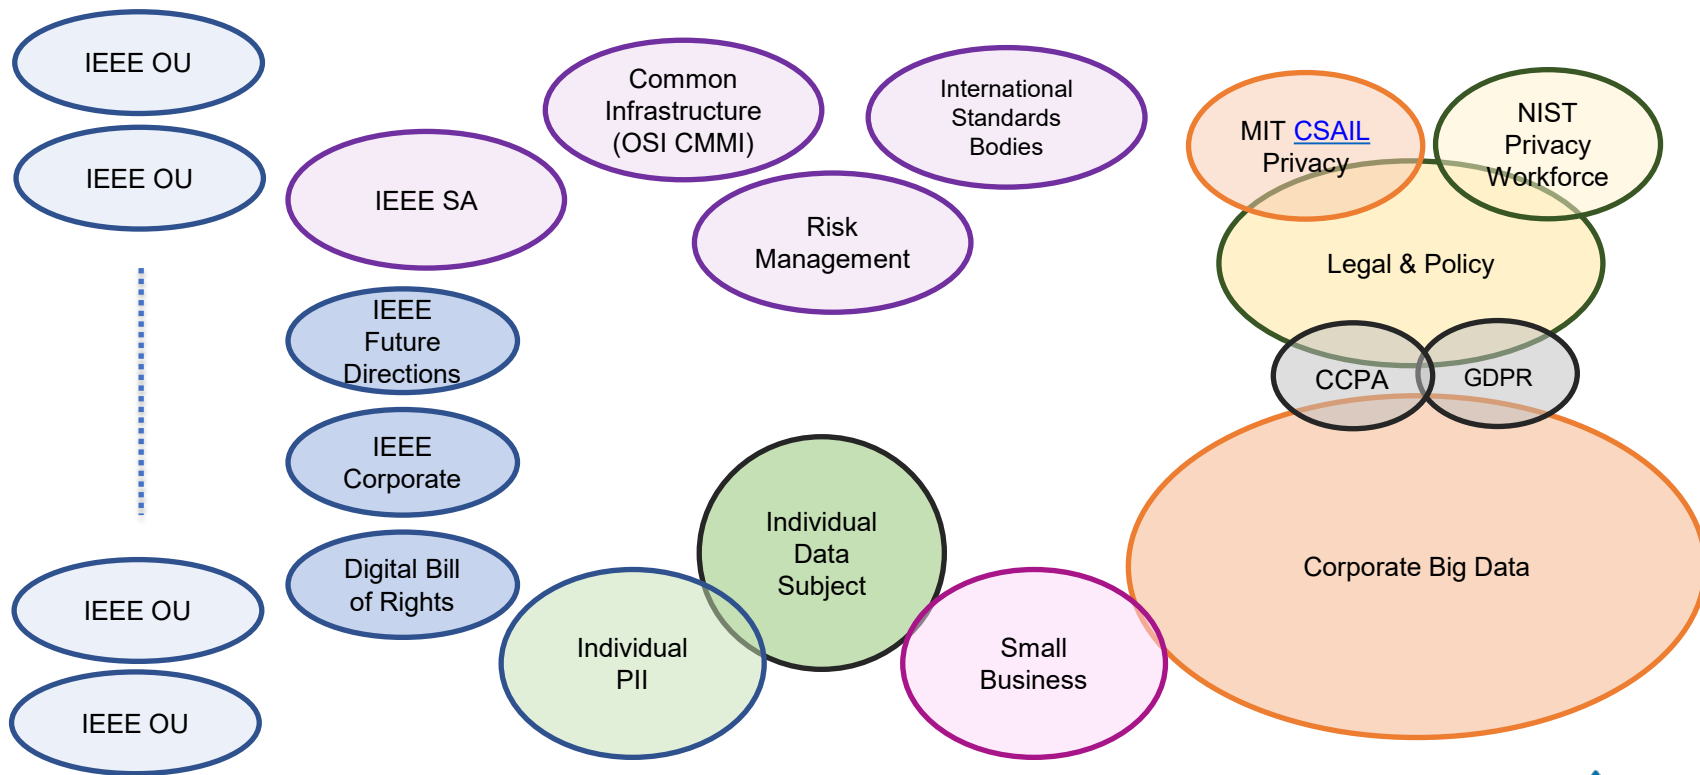 IEEE OU
IEEE OU
IEEE OU
IEEE OU
IEEE SA
IEEE
Future
Directions
IEEE
Corporate
Digital Bill
of Rights
Common
Infrastructure
(OSI CMMI)
International
Standards
Bodies
Risk
Management
Individual
Data
Subject
Individual
PII
Small
Business
MIT CSAIL
Privacy
NIST
Privacy
Workforce
Legal & Policy
CCPA
GDPR
Corporate Big Data